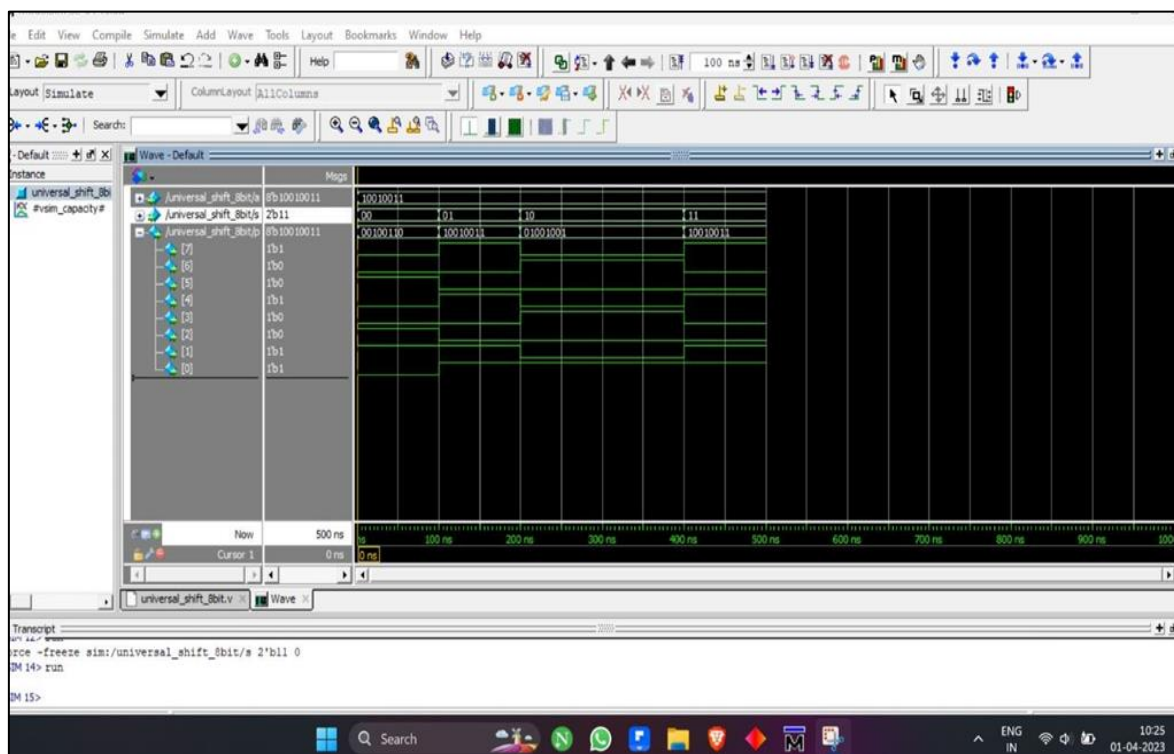 Edit View Compile Simulate Add Wave Tools Layout Bookmarks Window Help
Help 100 ns
Layout Simulate ColumnLayout AllColumns
Search:
- Default Wave - Default
Instance Msgs
universal_shift_8bi /universal_shift_8bit/a 8'b10010011 10010011
#vsim_capacity# /universal_shift_8bit/s 2'b11 00 01 10 11
/universal_shift_8bit/p 8'b10010011 00100110 10010011 01001001 10010011
[7] 1'b1
[6] 1'b0
[5] 1'b0
[4] 1'b1
[3] 1'b0
[2] 1'b0
[1] 1'b1
[0] 1'b1
Now 500 ns ns 100 ns 200 ns 300 ns 400 ns 500 ns 600 ns 700 ns 800 ns 900 ns 100
Cursor 1 0 ns 0 ns
universal_shift_8bit.v Wave
Transcript
orce -freeze sim:/universal_shift_8bit/s 2'b11 0
SIM 14> run
SIM 15>
Search ENG 10:25
IN 01-04-2023